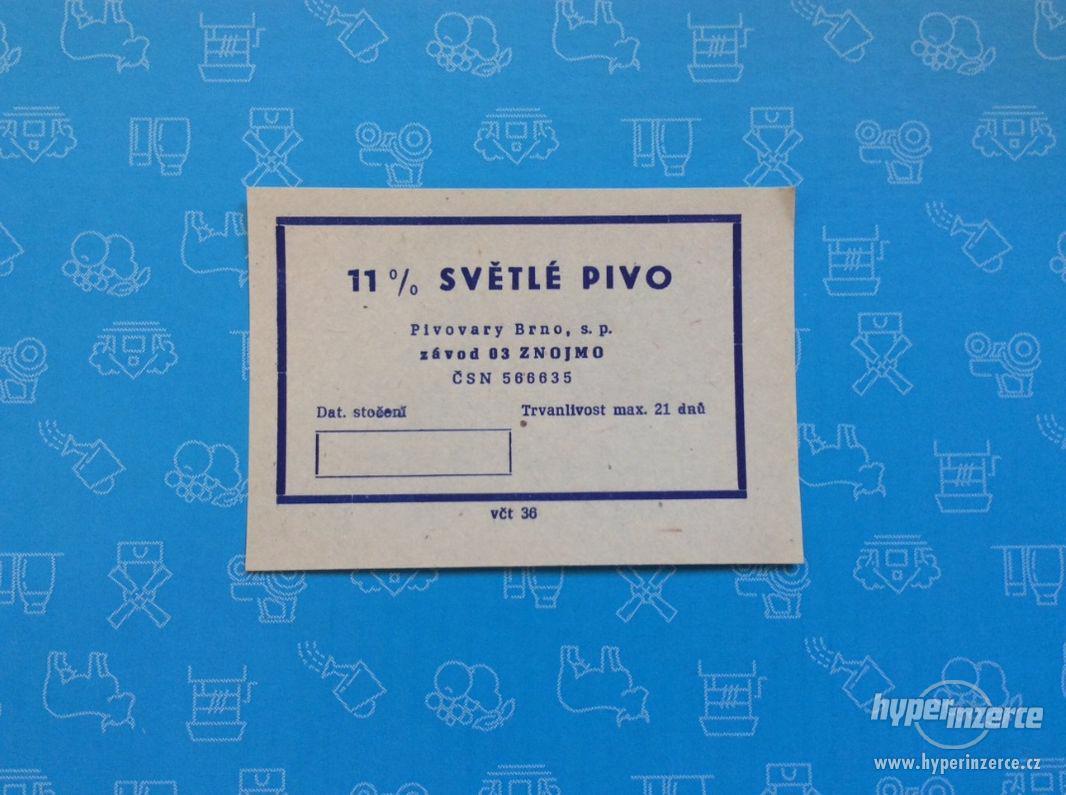 11 % SVĚTLÉ PIVO
Pivovary Brno, s. p.
závod 03 ZNOJMO
ČSN 566635
Dat. stočení Trvanlivost max. 21 dnů
včt 36
hyperinzerce
www.hyperinzerce.cz